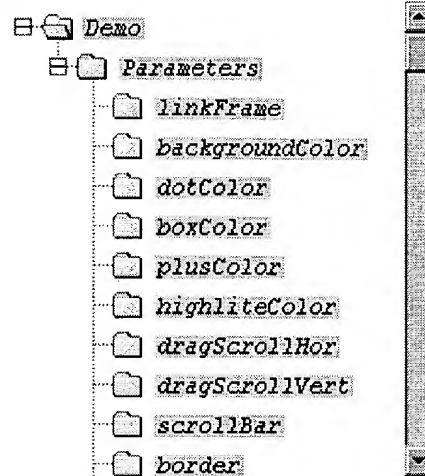 Demo
Parameters
linkFrame
backgroundColor
dotColor
boxColor
plusColor
highliteColor
dragScrollHor
dragScrollVert
scrollBar
border